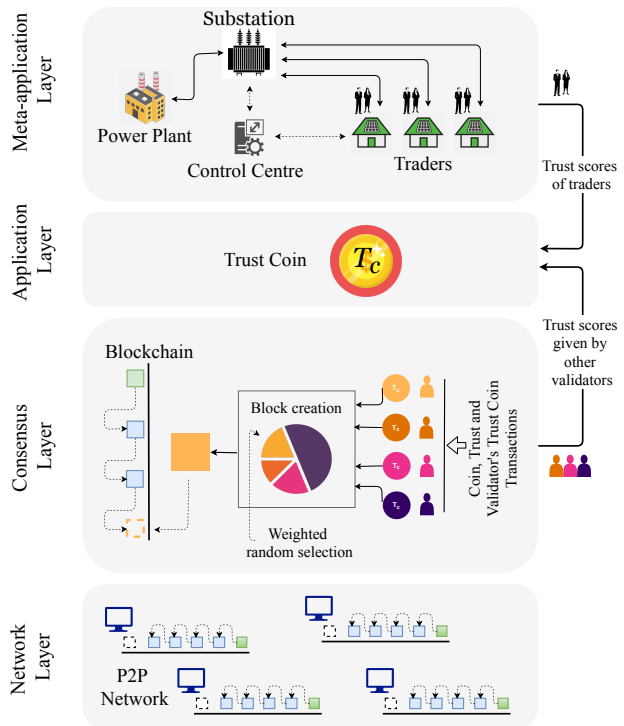 Meta-application
Layer
Substation
Power Plant
Control Centre
Traders
Trust scores
of traders
Application
Layer
Trust Coin
Tc
Trust scores
given by
other
validators
Consensus
Layer
Blockchain
Block creation
Weighted
random selection
Tc
Tc
Tc
Tc
Coin, Trust and
Validator's Trust Coin
Transactions
Network
Layer
P2P
Network